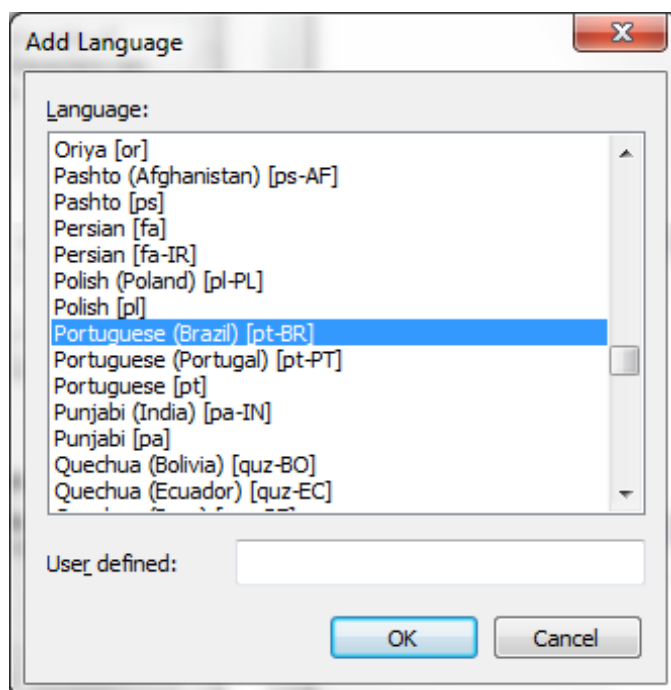 Add Language
Language:
Oriya [or]
Pashto (Afghanistan) [ps-AF]
Pashto [ps]
Persian [fa]
Persian [fa-IR]
Polish (Poland) [pl-PL]
Polish [pl]
Portuguese (Brazil) [pt-BR]
Portuguese (Portugal) [pt-PT]
Portuguese [pt]
Punjabi (India) [pa-IN]
Punjabi [pa]
Quechua (Bolivia) [quz-BO]
Quechua (Ecuador) [quz-EC]
User defined:
OK Cancel